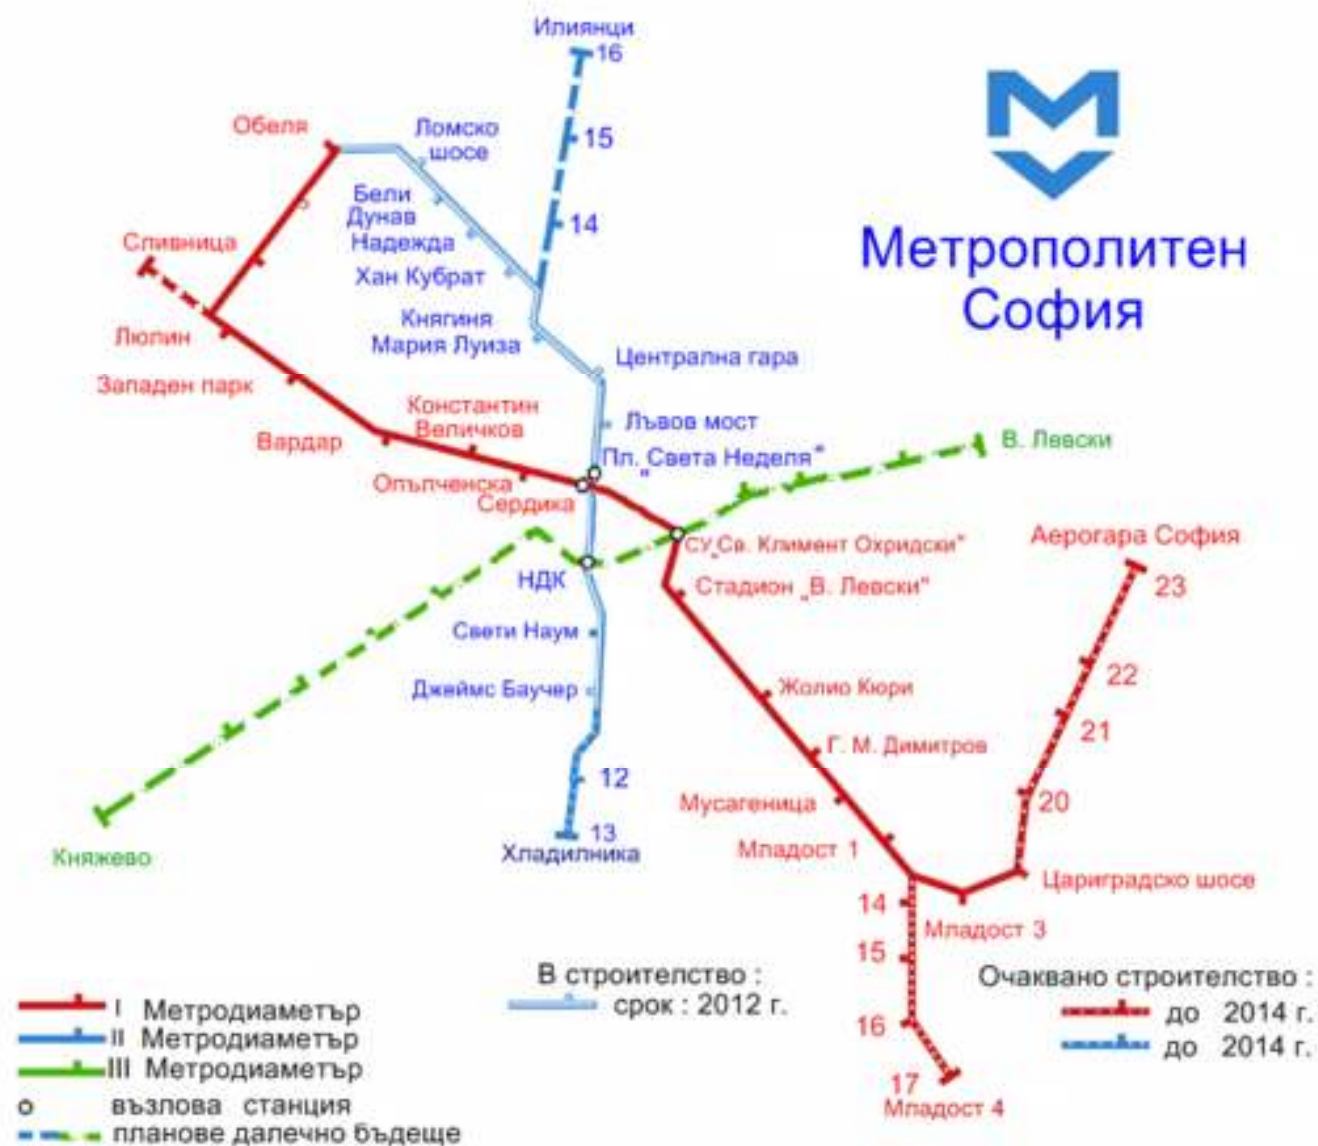 Илиянци
16
Обеля
Ломско
шосе
15
Бели
Дунав
14
Надежда
Сливница
Хан Кубрат
Метрополитен
София
Княгиня
Мария Луиза
Люлин
Централна гара
Западен парк
Константин
Величков
Лъвов мост
Вардар
В. Левски
Пл. „Света Неделя"
Опълченска
Сердика
СУ„Св. Климент Охридски"
Аерогара София
НДК
Стадион „В. Левски"
23
Свети Наум
22
Джеймс Баучер
Жолио Кюри
21
Г. М. Димитров
12
20
Мусагеница
13
Хладилника
Младост 1
Княжево
Цариградско шосе
14
Младост 3
15
16
17
Младост 4
I Метродиаметър
II Метродиаметър
III Метродиаметър
възлова станция
планове далечно бъдеще
В строителство :
срок : 2012 г.
Очаквано строителство :
до 2014 г.
до 2014 г.